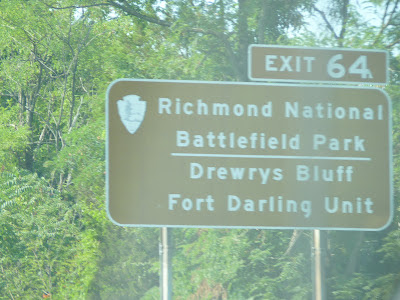 EXIT 64A
Richmond National
Battlefield Park
Drewrys Bluff
Fort Darling Unit